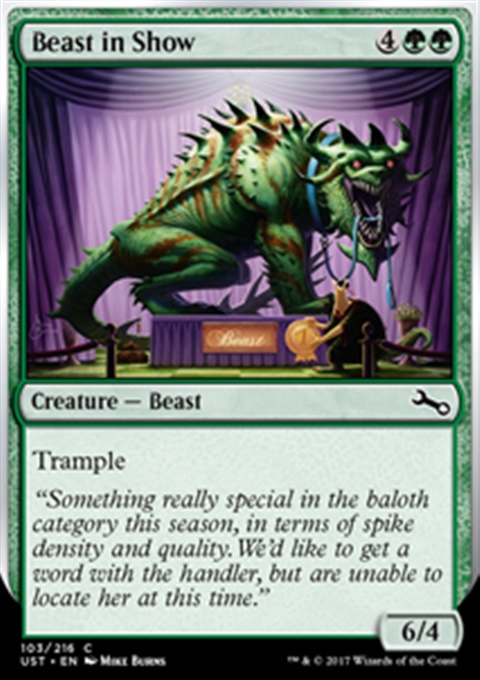 Beast in Show 4
Beast
1
Creature — Beast
Trample
“Something really special in the baloth
category this season, in terms of spike
density and quality. We’d like to get a
word with the handler, but are unable to
locate her at this time.”
6/4
103/216 C
UST • EN Mike Burns
™ & © 2017 Wizards of the Coast